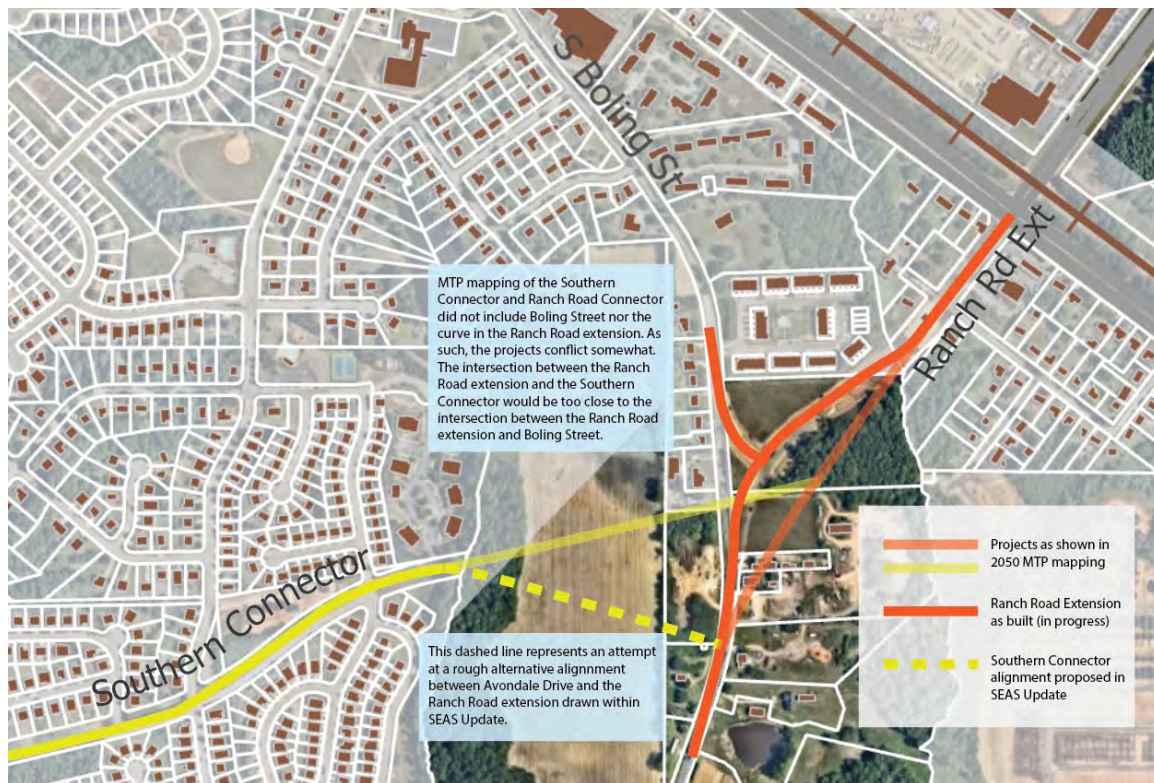 S Boling St
Ranch Rd Ext
MTP mapping of the Southern
Connector and Ranch Road Connector
did not include Boling Street nor the
curve in the Ranch Road extension. As
such, the projects conflict somewhat.
The intersection between the Ranch
Road extension and the Southern
Connector would be too close to the
intersection between the Ranch Road
extension and Boling Street.
Southern Connector
This dashed line represents an attempt
at a rough alternative alignnment
between Avondale Drive and the
Ranch Road extension drawn within
SEAS Update.
Projects as shown in
2050 MTP mapping
Ranch Road Extension
as built (in progress)
Southern Connector
alignment proposed in
SEAS Update